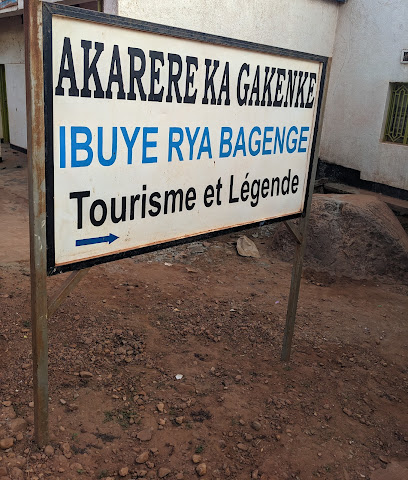 AKARERE KA GAKENKE
IBUYE RYA BAGENGE
Tourisme et Légende